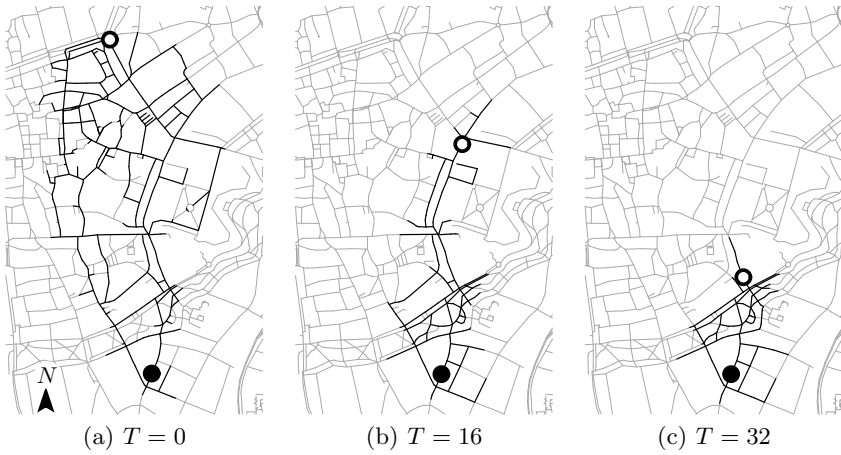 N
(a) T = 0
(b) T = 16
(c) T = 32